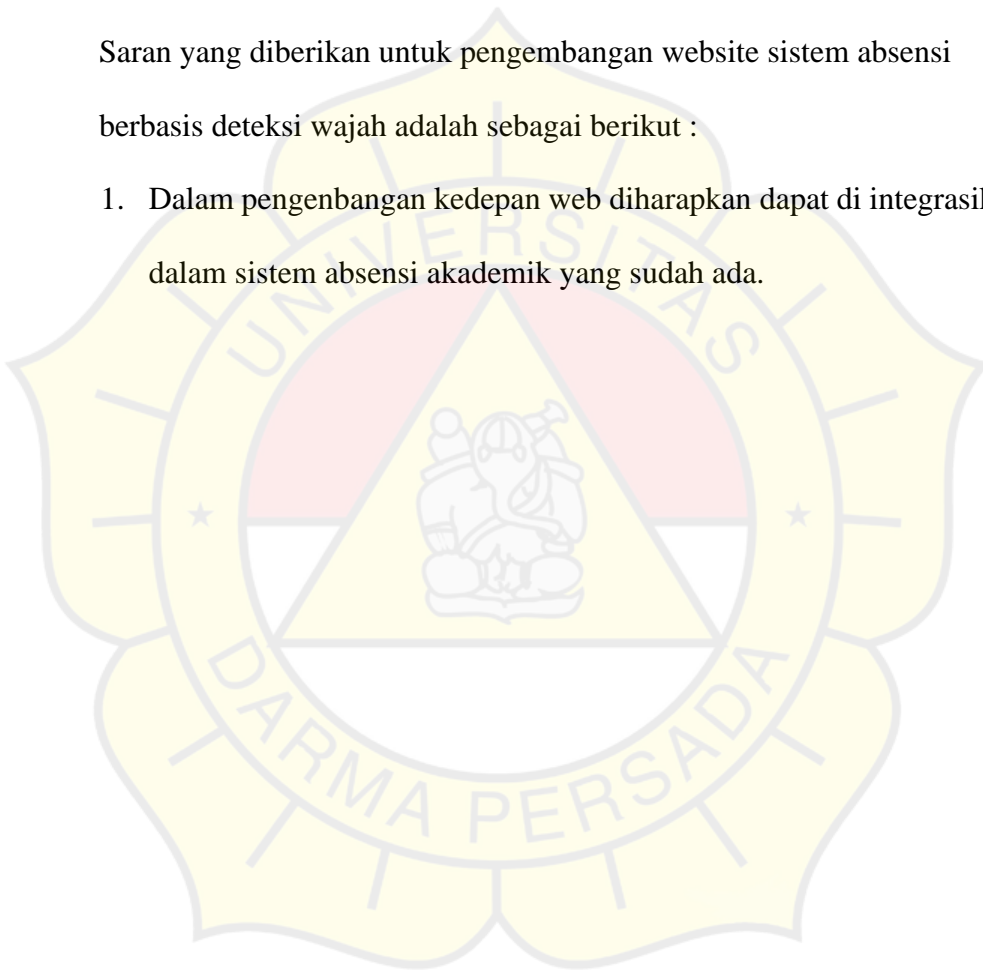 Saran yang diberikan untuk pengembangan website sistem absensi
berbasis deteksi wajah adalah sebagai berikut :
1. Dalam pengenbangan kedepan web diharapkan dapat di
dalam sistem absensi akademik yang sudah ada.
UNIVERSITAS
DARMA PERSADA